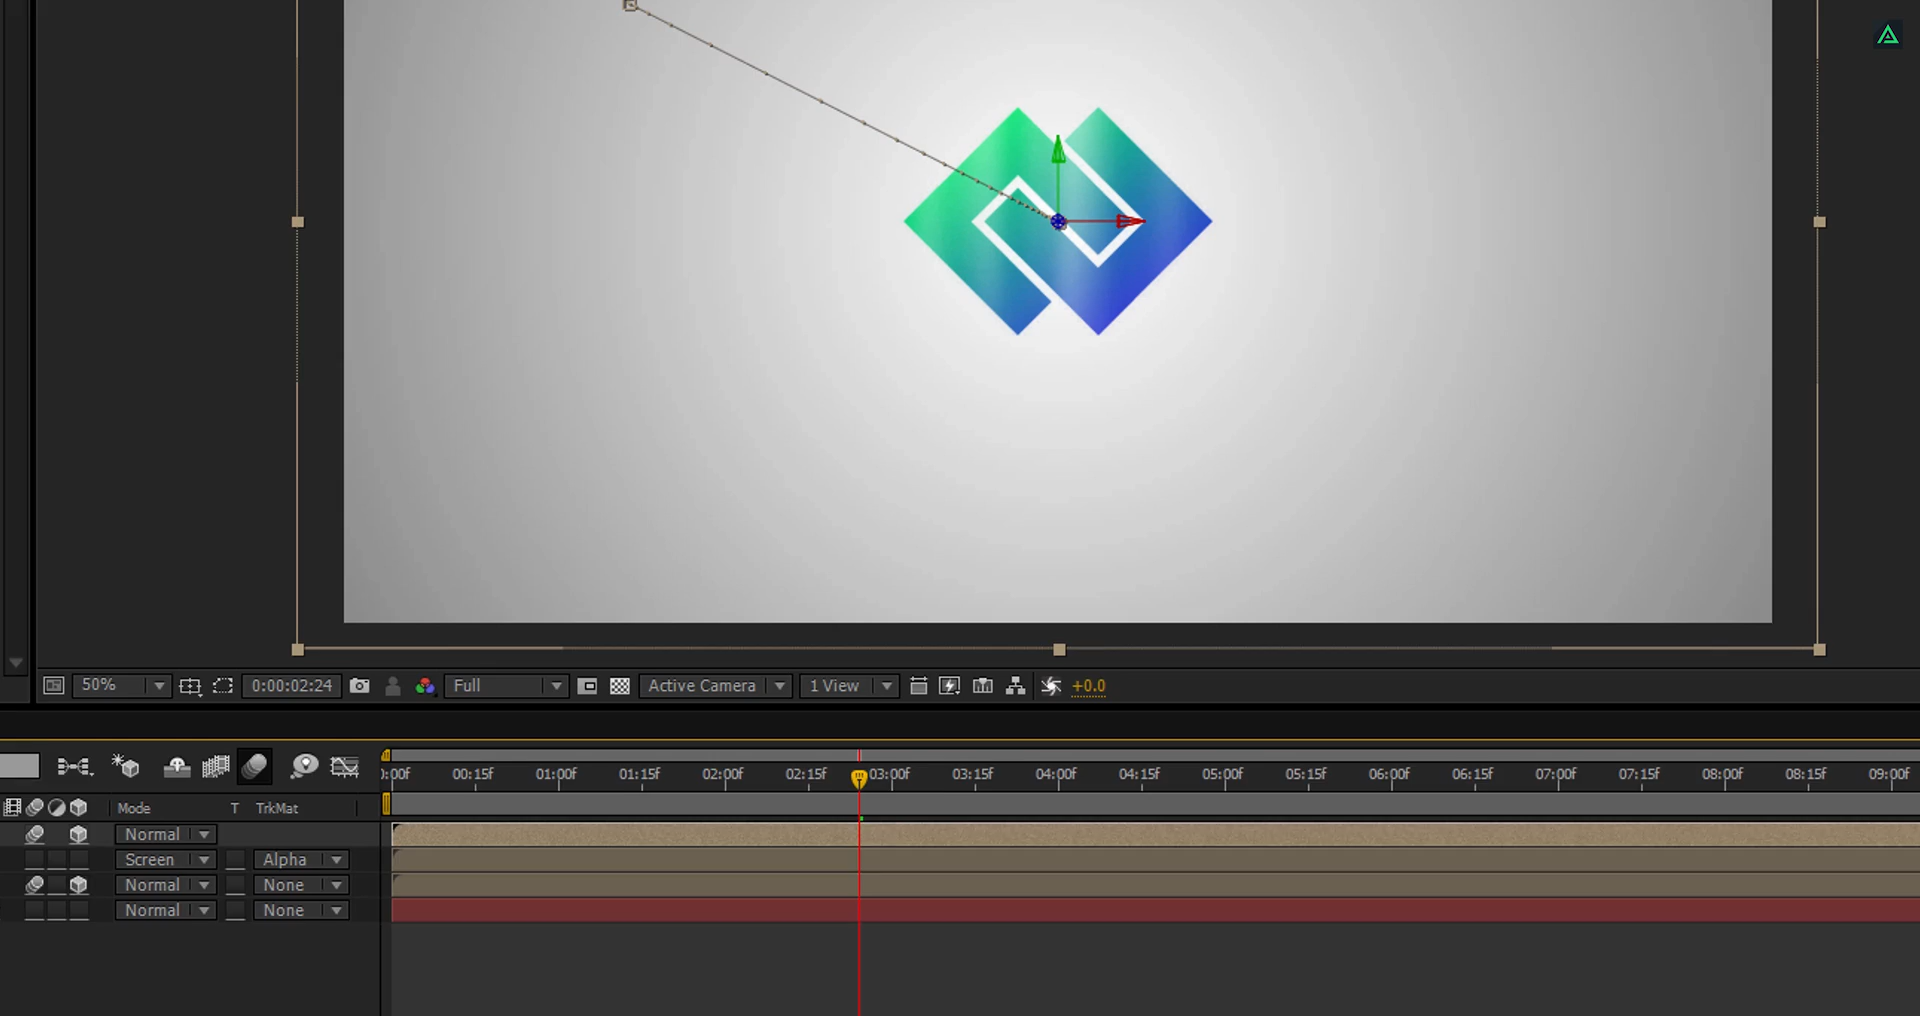 50% 0:00:02:24 Full Active Camera 1 View +0.0
:00f 00:15f 01:00f 01:15f 02:00f 02:15f 03:00f 03:15f 04:00f 04:15f 05:00f 05:15f 06:00f 06:15f 07:00f 07:15f 08:00f 08:15f 09:00f
Mode T TrkMat
Normal
Screen Alpha
Normal None
Normal None